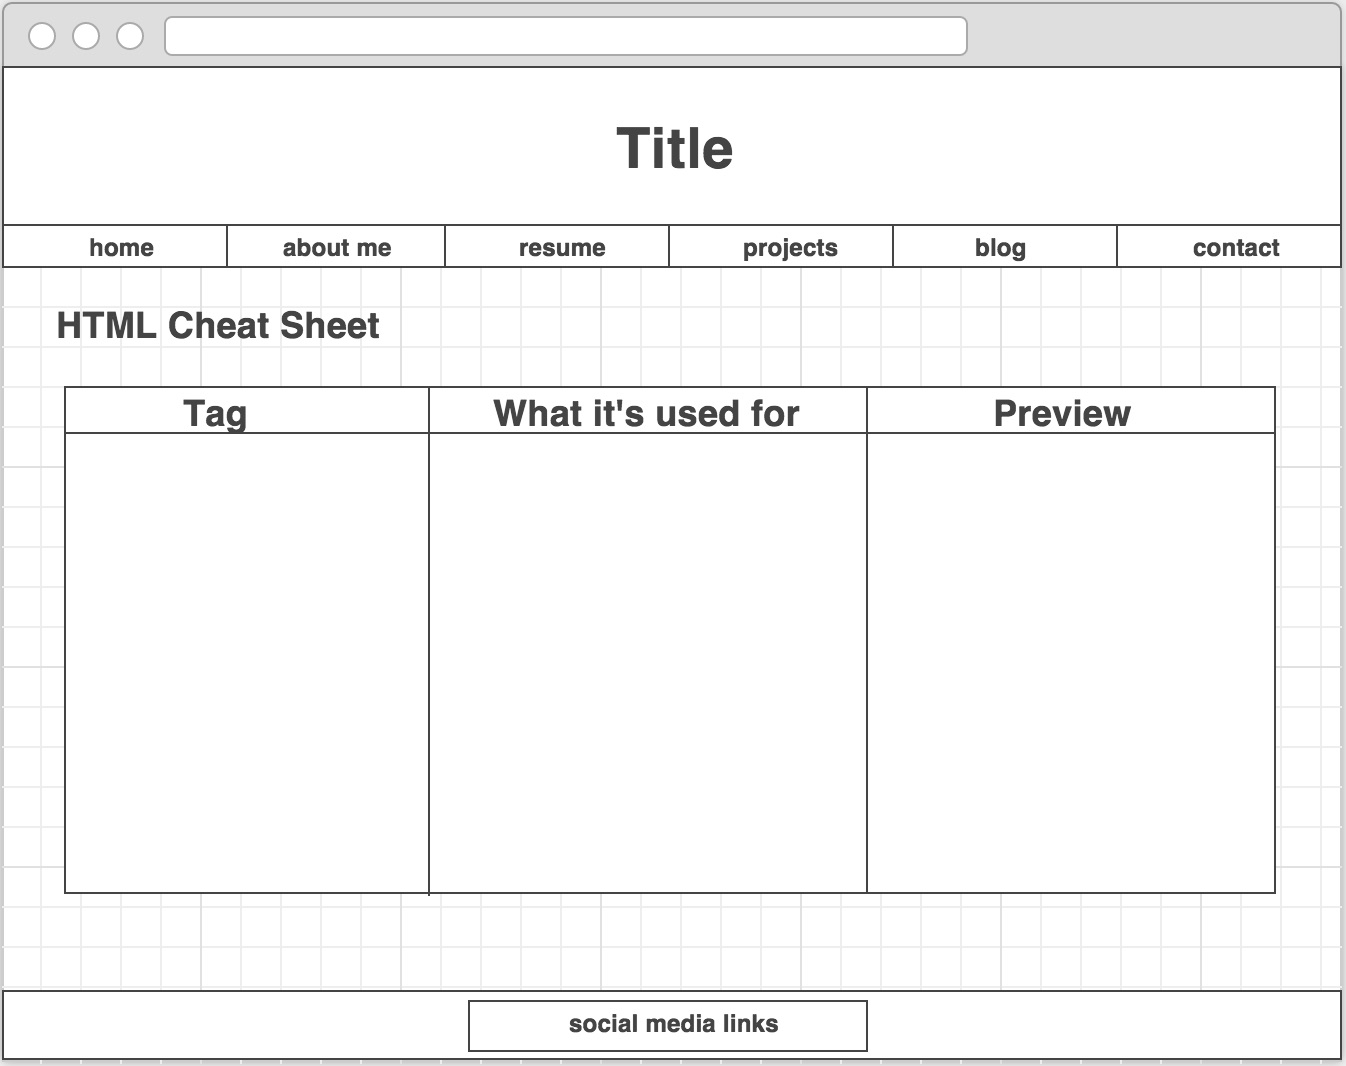 Title
home about me resume projects blog contact
HTML Cheat Sheet
Tag What it's used for Preview
social media links